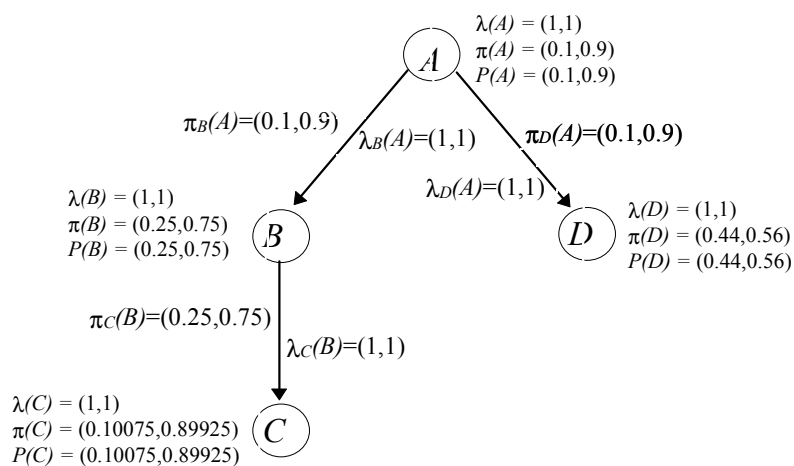 λ(A) = (1,1)
π(A) = (0.1,0.9)
P(A) = (0.1,0.9)
A
πB(A)=(0.1,0.9)
λB(A)=(1,1)
πD(A)=(0.1,0.9)
λD(A)=(1,1)
λ(B) = (1,1)
π(B) = (0.25,0.75)
P(B) = (0.25,0.75)
B
λ(D) = (1,1)
π(D) = (0.44,0.56)
P(D) = (0.44,0.56)
D
πC(B)=(0.25,0.75)
λC(B)=(1,1)
λ(C) = (1,1)
π(C) = (0.10075,0.89925)
P(C) = (0.10075,0.89925)
C